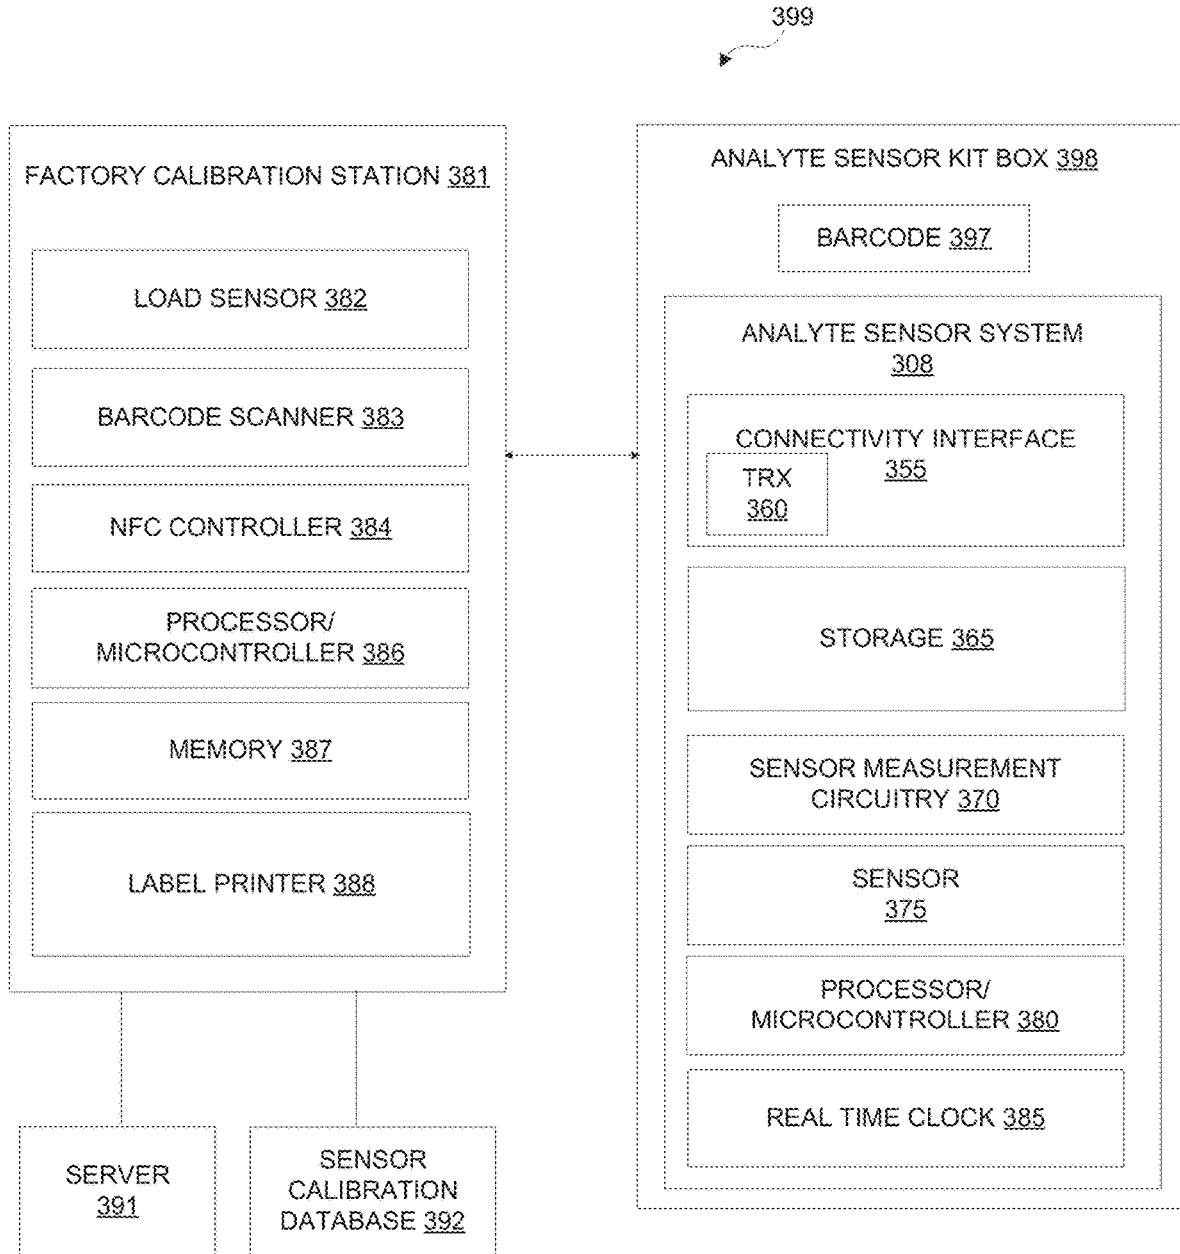 399
FACTORY CALIBRATION STATION 381
LOAD SENSOR 382
BARCODE SCANNER 383
NFC CONTROLLER 384
PROCESSOR/
MICROCONTROLLER 386
MEMORY 387
LABEL PRINTER 388
SERVER
391
SENSOR
CALIBRATION
DATABASE 392
ANALYTE SENSOR KIT BOX 398
BARCODE 397
ANALYTE SENSOR SYSTEM
308
CONNECTIVITY INTERFACE
355
TRX
360
STORAGE 365
SENSOR MEASUREMENT
CIRCUITRY 370
SENSOR
375
PROCESSOR/
MICROCONTROLLER 380
REAL TIME CLOCK 385